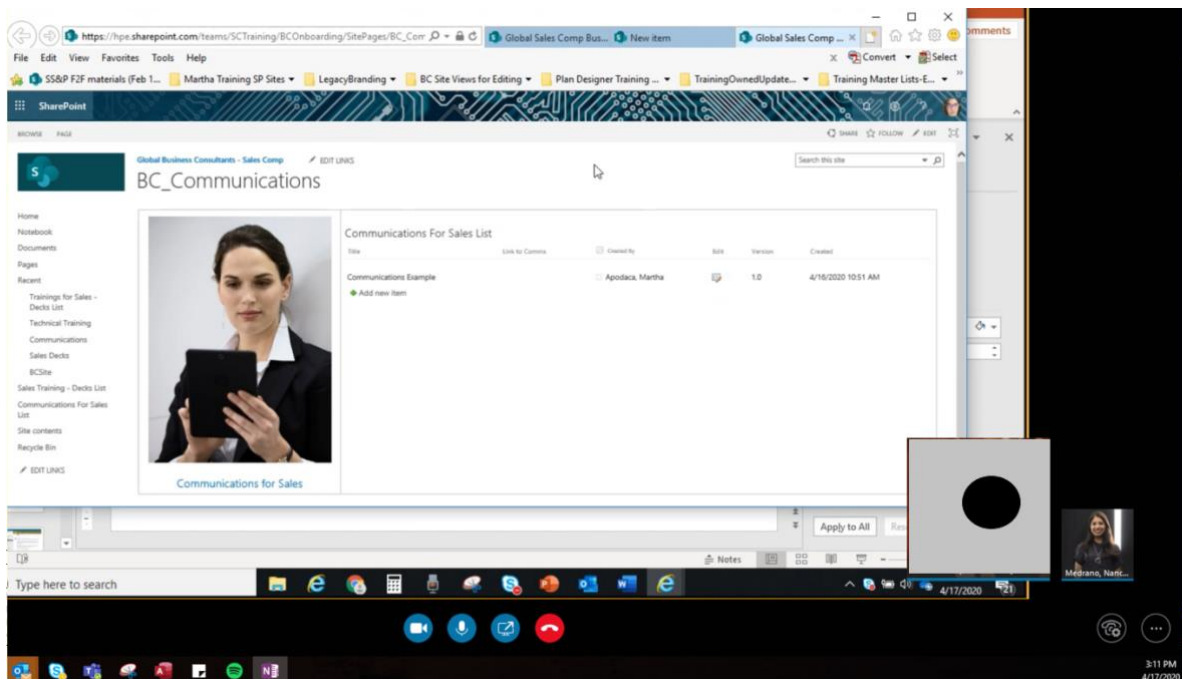 omments
https://hpe.sharepoint.com/teams/SCTraining/BCOnboarding/SitePages/BC_Com
Global Sales Comp Bus...
New item
Global Sales Comp ...
File Edit View Favorites Tools Help
Convert
Select
SS&P F2F materials (Feb 1...
Martha Training SP Sites
LegacyBranding
BC Site Views for Editing
Plan Designer Training ...
TrainingOwnedUpdate...
Training Master Lists-E...
SharePoint
BROWSE PAGE
SHARE FOLLOW EDIT
Global Business Consultants - Sales Comp
EDIT LINKS
Search this site
BC_Communications
Home
Notebook
Documents
Pages
Recent
Trainings for Sales -
Decks List
Technical Training
Communications
Sales Decks
BCSite
Sales Training - Decks List
Communications For Sales
List
Site contents
Recycle Bin
EDIT LINKS
Communications for Sales
Communications For Sales List
Title Link to Comms Created By Edit Version Created
Communications Example Apodaca, Martha 1.0 4/16/2020 10:51 AM
Add new item
Apply to All
Notes
Type here to search
4/17/2020
21
Medrano, Nanc...
3:11 PM
4/17/2020